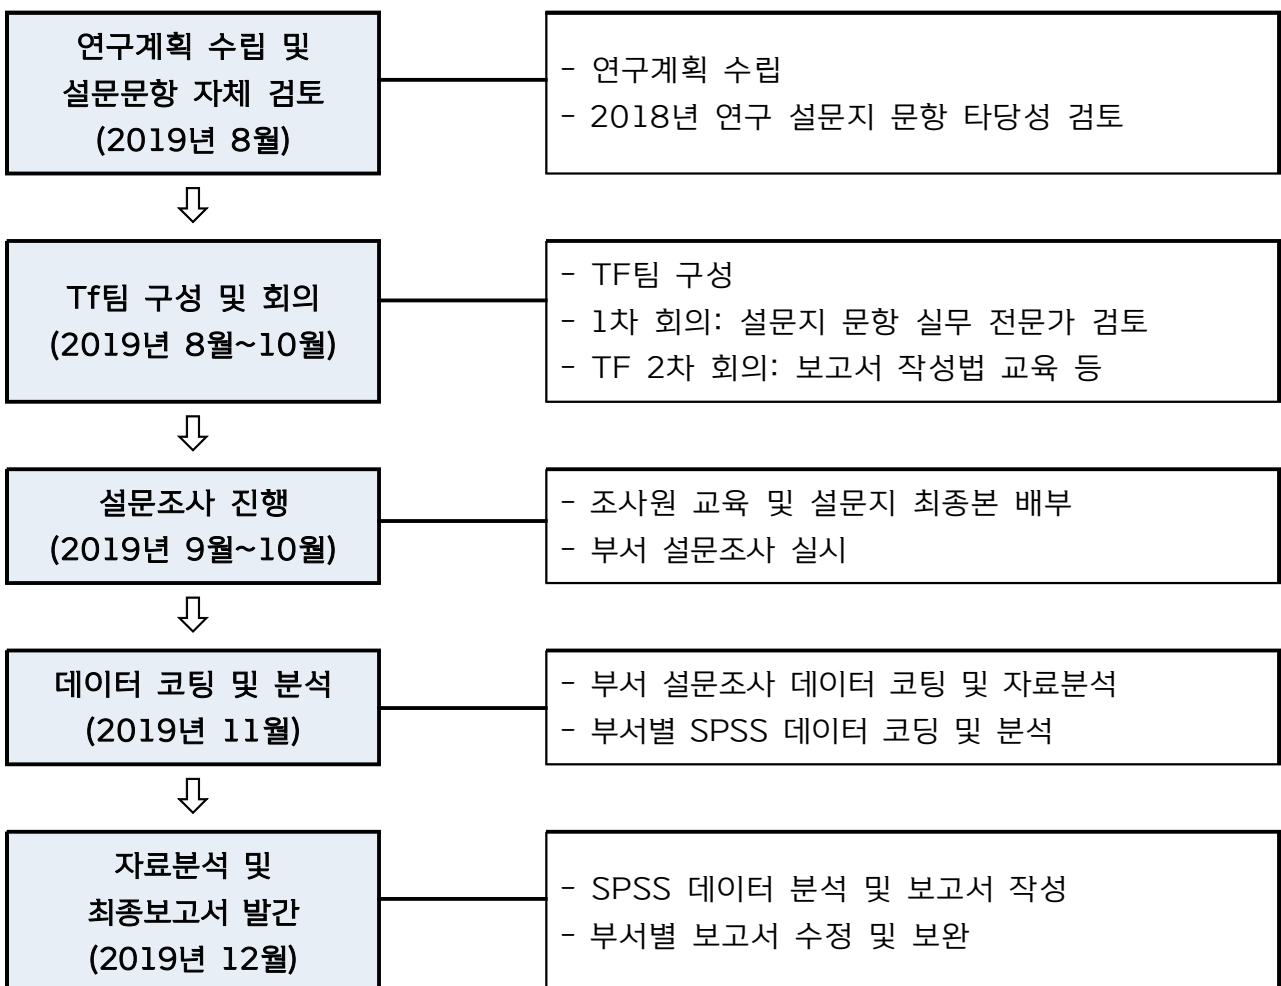 연구계획 수립 및
설문문항 자체 검토
(2019년 8월)
- 연구계획 수립
- 2018년 연구 설문지 문항 타당성 검토
Tf팀 구성 및 회의
(2019년 8월~10월)
- TF팀 구성
- 1차 회의: 설문지 문항 실무 전문가 검토
- TF 2차 회의: 보고서 작성법 교육 등
설문조사 진행
(2019년 9월~10월)
- 조사원 교육 및 설문지 최종본 배부
- 부서 설문조사 실시
데이터 코팅 및 분석
(2019년 11월)
- 부서 설문조사 데이터 코팅 및 자료분석
- 부서별 SPSS 데이터 코딩 및 분석
자료분석 및
최종보고서 발간
(2019년 12월)
- SPSS 데이터 분석 및 보고서 작성
- 부서별 보고서 수정 및 보완